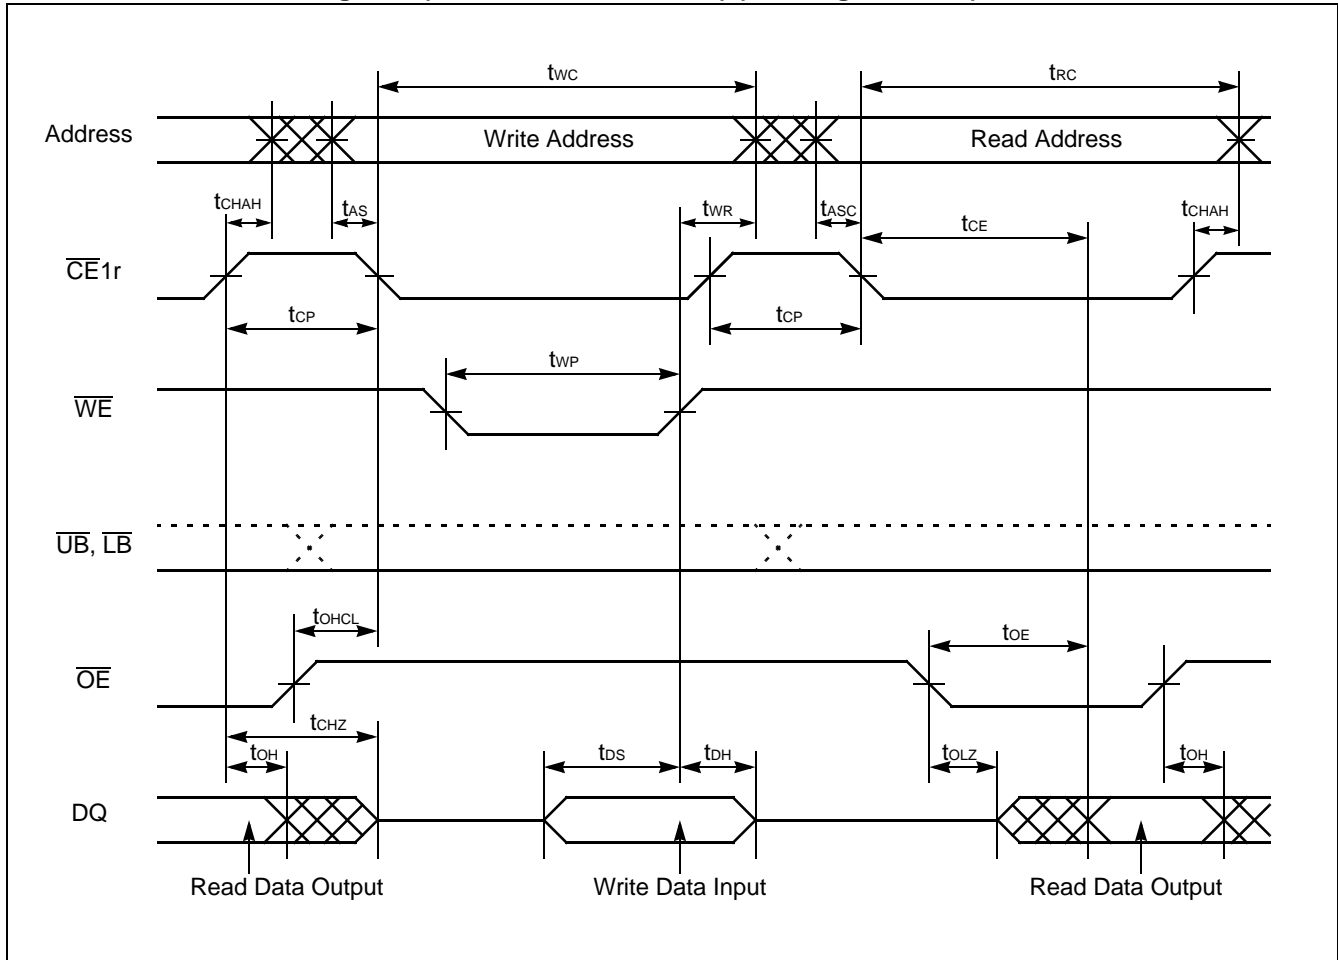 tWC
tRC
Address
Write Address
Read Address
tCHAH
tAS
tWR
tASC
tCE
tCHAH
CE1r
tCP
tCP
tWP
WE
UB, LB
tOHCL
tOE
OE
tCHZ
tOH
tDS
tDH
tOLZ
tOH
DQ
Read Data Output
Write Data Input
Read Data Output